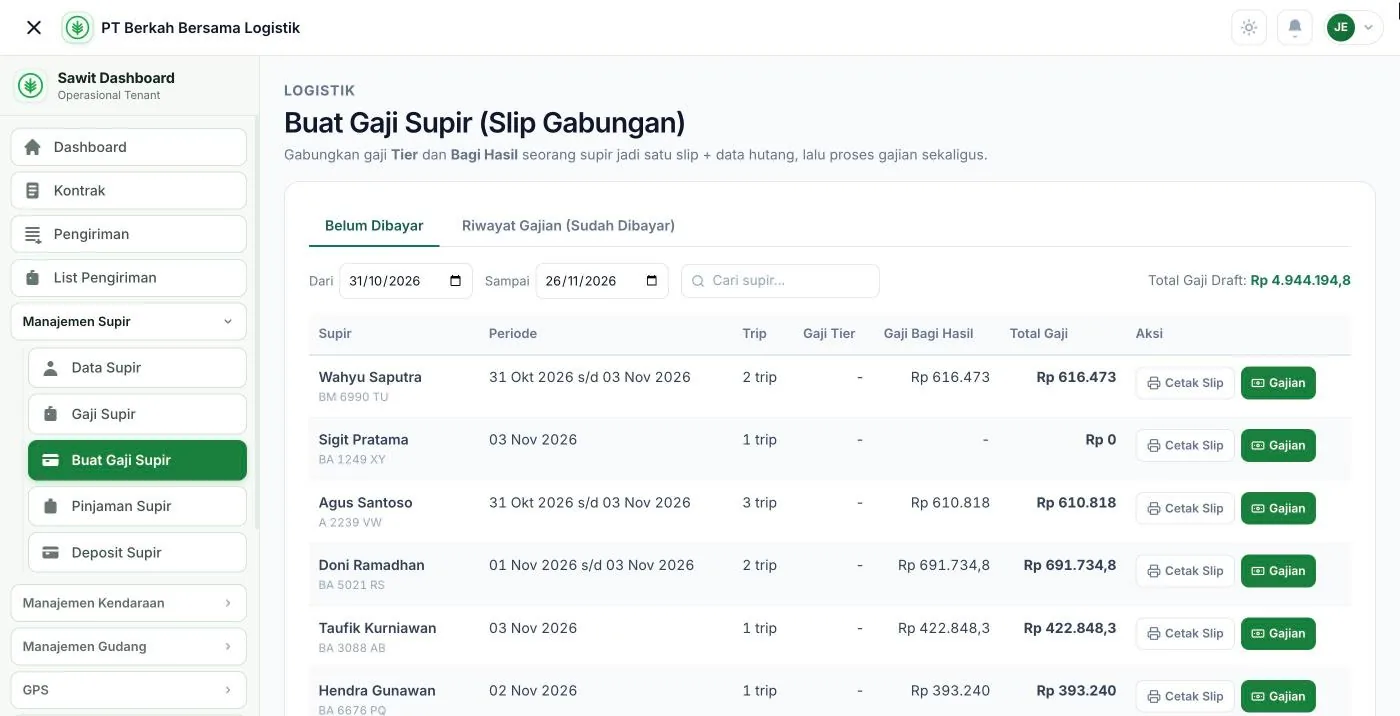 PT Berkah Bersama Logistik
JE
Sawit Dashboard
Operasional Tenant
Dashboard
Kontrak
Pengiriman
List Pengiriman
Manajemen Supir
Data Supir
Gaji Supir
Buat Gaji Supir
Pinjaman Supir
Deposit Supir
Manajemen Kendaraan
Manajemen Gudang
GPS
LOGISTIK
Buat Gaji Supir (Slip Gabungan)
Gabungkan gaji Tier dan Bagi Hasil seorang supir jadi satu slip + data hutang, lalu proses gajian sekaligus.
Belum Dibayar Riwayat Gajian (Sudah Dibayar)
Dari 31/10/2026 Sampai 26/11/2026 Cari supir... Total Gaji Draft: Rp 4.944.194,8
Supir Periode Trip Gaji Tier Gaji Bagi Hasil Total Gaji Aksi
Wahyu Saputra 31 Okt 2026 s/d 03 Nov 2026 2 trip - Rp 616.473 Rp 616.473 Cetak Slip Gajian
BM 6990 TU
Sigit Pratama 03 Nov 2026 1 trip - - Rp 0 Cetak Slip Gajian
BA 1249 XY
Agus Santoso 31 Okt 2026 s/d 03 Nov 2026 3 trip - Rp 610.818 Rp 610.818 Cetak Slip Gajian
A 2239 VW
Doni Ramadhan 01 Nov 2026 s/d 03 Nov 2026 2 trip - Rp 691.734,8 Rp 691.734,8 Cetak Slip Gajian
BA 5021 RS
Taufik Kurniawan 03 Nov 2026 1 trip - Rp 422.848,3 Rp 422.848,3 Cetak Slip Gajian
BA 3088 AB
Hendra Gunawan 02 Nov 2026 1 trip - Rp 393.240 Rp 393.240 Cetak Slip Gajian
BA 6676 PQ